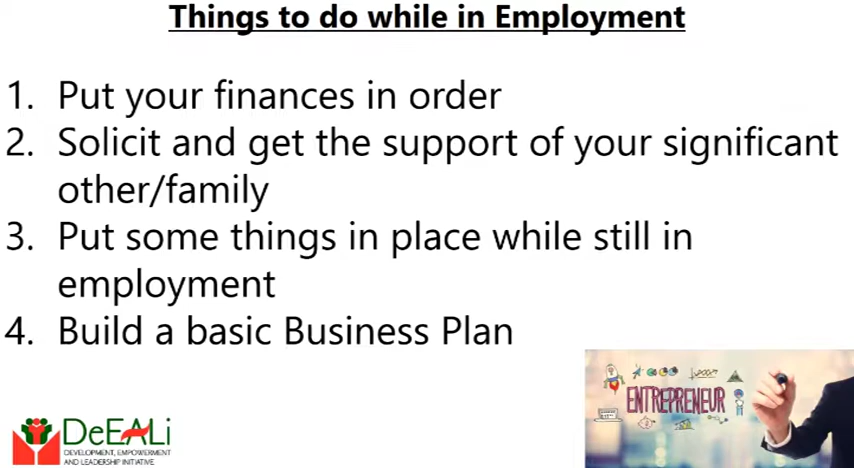 Things to do while in Employment
1. Put your finances in order
2. Solicit and get the support of your significant
other/family
3. Put some things in place while still in
employment
4. Build a basic Business Plan
ENTREPRENEUR
DeEALi
DEVELOPMENT, EMPOWERMENT
AND LEADERSHIP INITIATIVE